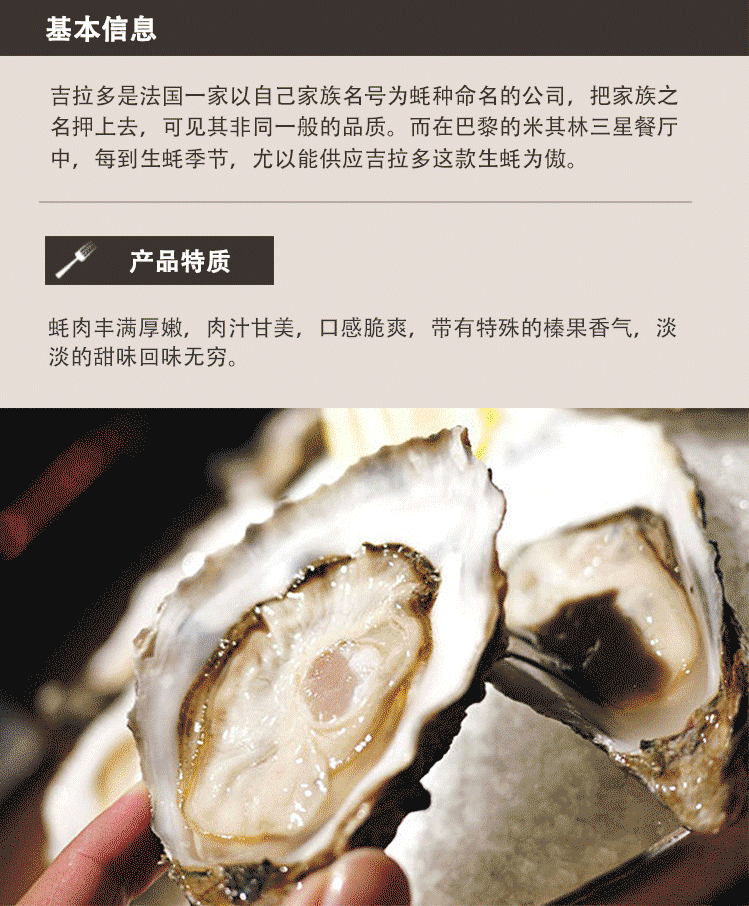 基本信息
吉拉多是法国一家以自己家族名号为蚝种命名的公司，把家族之
名押上去，可见其非同一般的品质。而在巴黎的米其林三星餐厅
中，每到生蚝季节，尤以能供应吉拉多这款生蚝为傲。
产品特质
蚝肉丰满厚嫩，肉汁甘美，口感脆爽，带有特殊的榛果香气，淡
淡的甜味回味无穷。